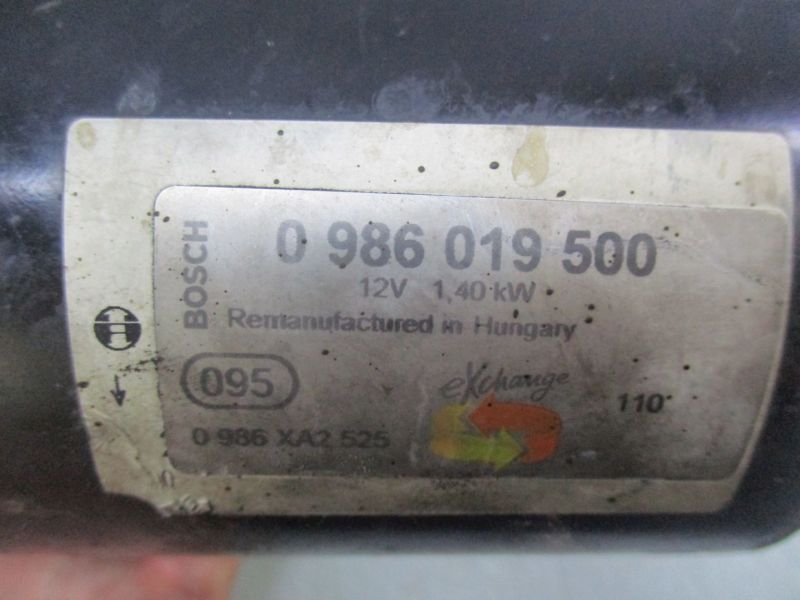 BOSCH
0 986 019 500
12V 1,40 kW
Remanufactured in Hungary
095
eXchange
110
0 986 XA2 525